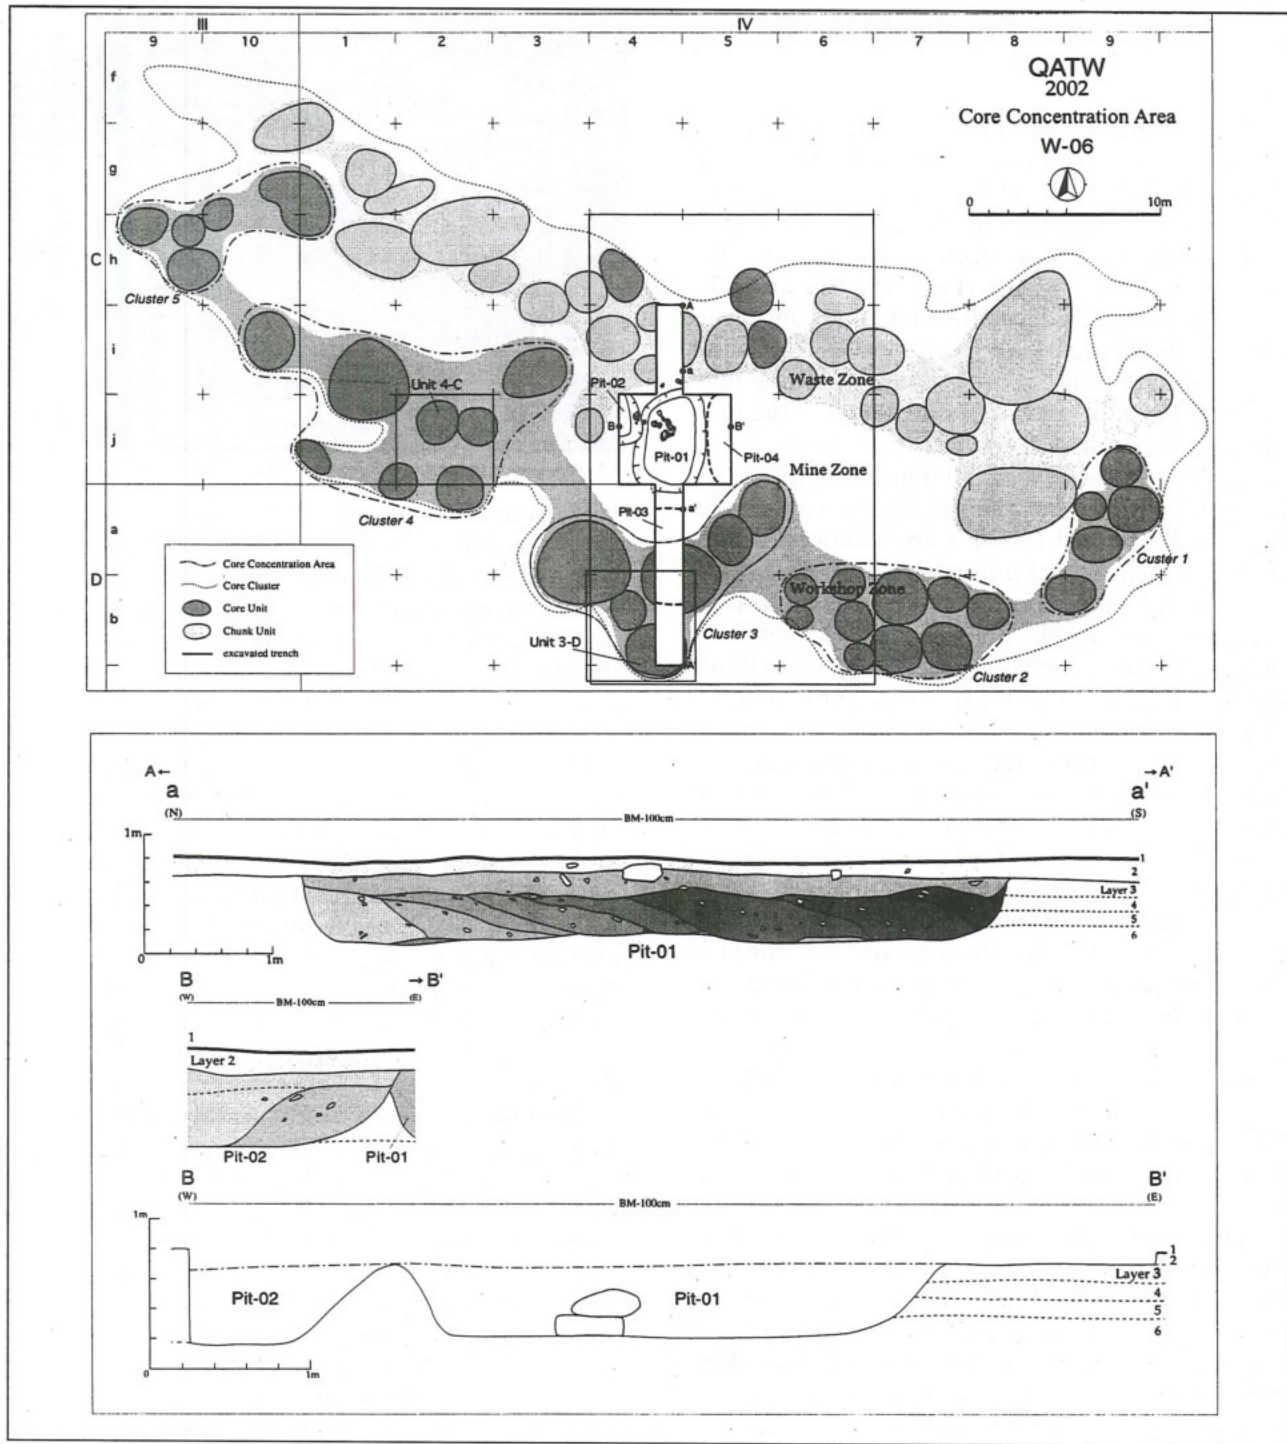 III IV
9 10 1 2 3 4 5 6 7 8 9
f
g
C h
i
j
a
D
b
QATW
2002
Core Concentration Area
W-06
0 10m
Cluster 5
Unit 4-C
Cluster 4
Pit-02
A
a
B
B'
Pit-01
Pit-04
Pit-03
a'
Waste Zone
Mine Zone
Workshop Zone
Custer 1
Cluster 3
Unit 3-D
A'
Cluster 2
Core Concentration Area
Core Cluster
Core Unit
Chunk Unit
excavated trench
A← →A'
a a'
(N) (S)
BM-100cm
1m
1
2
Layer 3
4
5
6
0 1m
Pit-01
B →B'
(W) (E)
BM-100cm
1
Layer 2
Pit-02 Pit-01
B B'
(W) (E)
BM-100cm
1m
1
2
Layer 3
Pit-02 Pit-01
4
5
6
0 1m